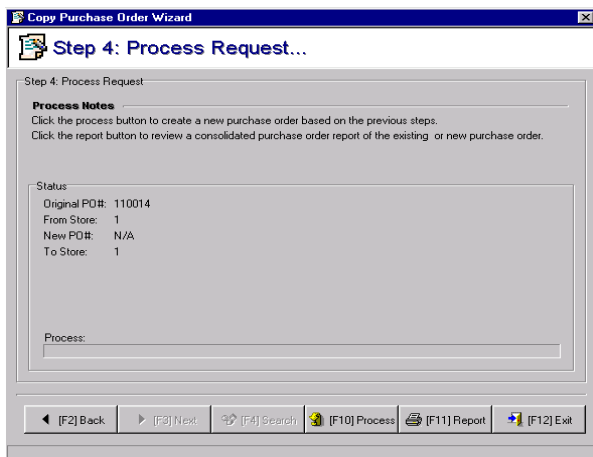 Copy Purchase Order Wizard
Step 4: Process Request...
Step 4: Process Request
Process Notes
Click the process button to create a new purchase order based on the previous steps.
Click the report button to review a consolidated purchase order report of the existing or new purchase order.
Status
Original PO#: 110014
From Store: 1
New PO#: N/A
To Store: 1
Process:
[F2] Back [F3] Next [F4] Search [F10] Process [F11] Report [F12] Exit